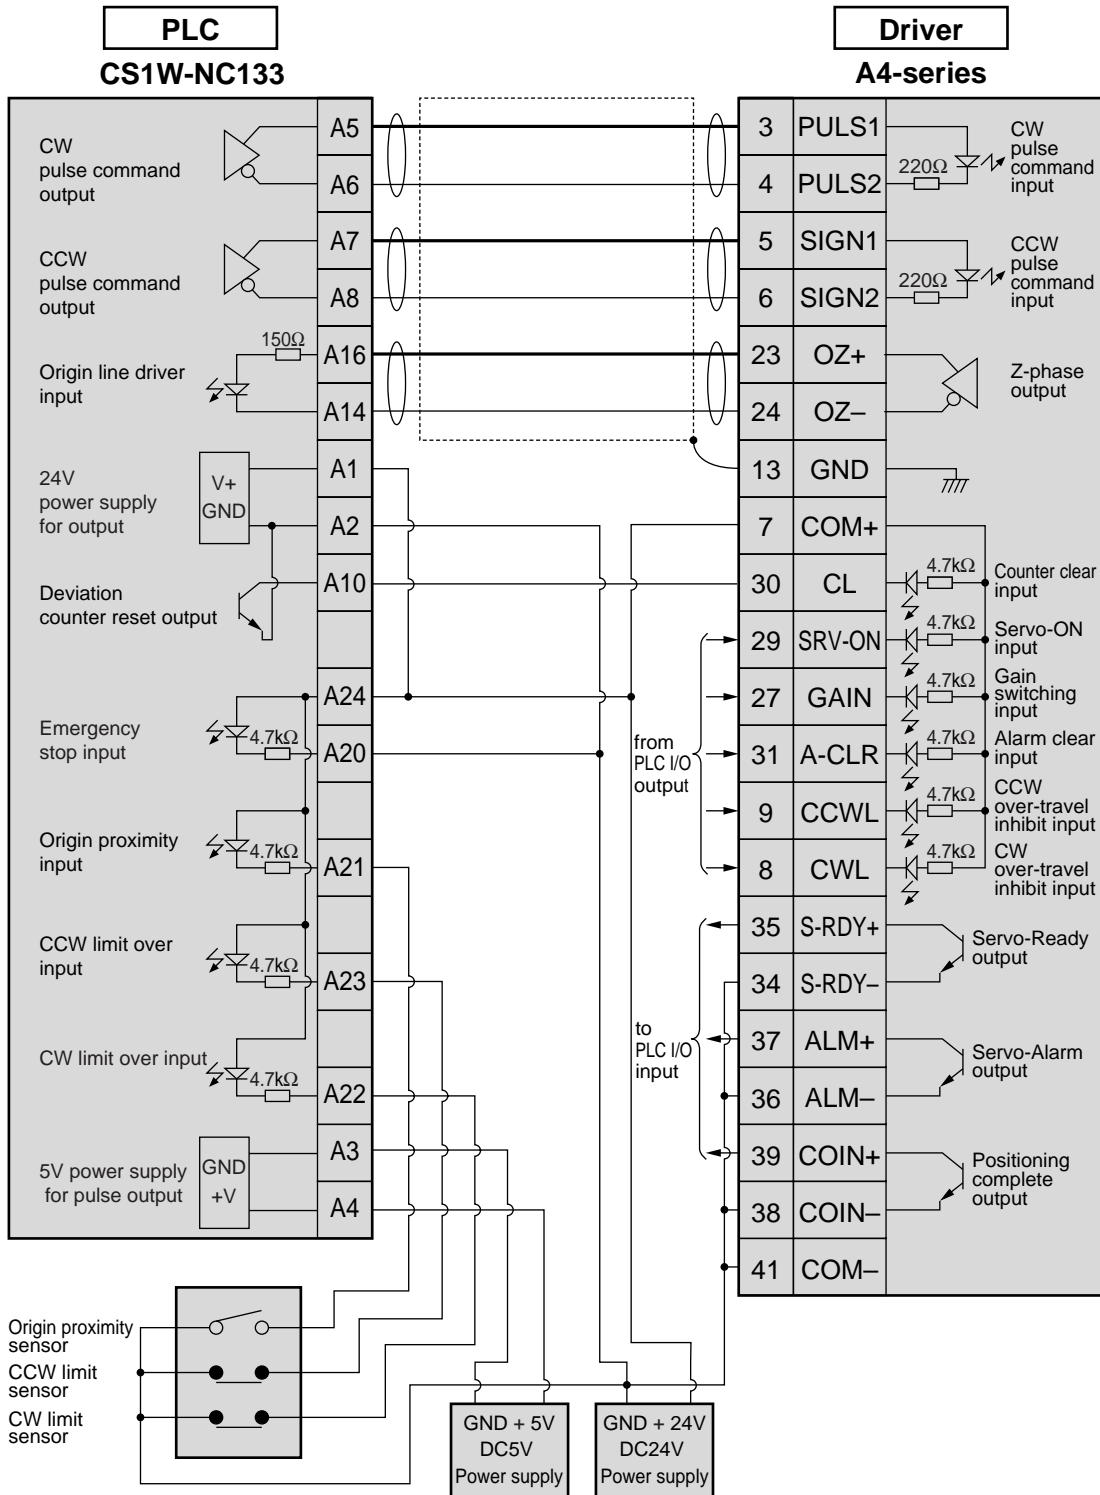 PLC
CS1W-NC133
Driver
A4-series
CW
pulse command
output
A5
A6
CCW
pulse command
output
A7
A8
150Ω
Origin line driver
input
A16
A14
24V
power supply
for output
V+
GND
A1
A2
Deviation
counter reset output
A10
Emergency
stop input
4.7kΩ
A24
A20
Origin proximity
input
4.7kΩ
A21
CCW limit over
input
4.7kΩ
A23
CW limit over input
4.7kΩ
A22
5V power supply
for pulse output
GND
+V
A3
A4
3 PULS1
4 PULS2
220Ω
CW
pulse
command
input
5 SIGN1
6 SIGN2
220Ω
CCW
pulse
command
input
23 OZ+
24 OZ–
Z-phase
output
13 GND
7 COM+
30 CL
4.7kΩ
Counter clear
input
29 SRV-ON
4.7kΩ
Servo-ON
input
27 GAIN
4.7kΩ
Gain
switching
input
31 A-CLR
4.7kΩ
Alarm clear
input
9 CCWL
4.7kΩ
CCW
over-travel
inhibit input
8 CWL
4.7kΩ
CW
over-travel
inhibit input
from
PLC I/O
output
35 S-RDY+
34 S-RDY–
Servo-Ready
output
37 ALM+
36 ALM–
Servo-Alarm
output
39 COIN+
38 COIN–
Positioning
complete
output
41 COM–
to
PLC I/O
input
Origin proximity
sensor
CCW limit
sensor
CW limit
sensor
GND + 5V
DC5V
Power supply
GND + 24V
DC24V
Power supply